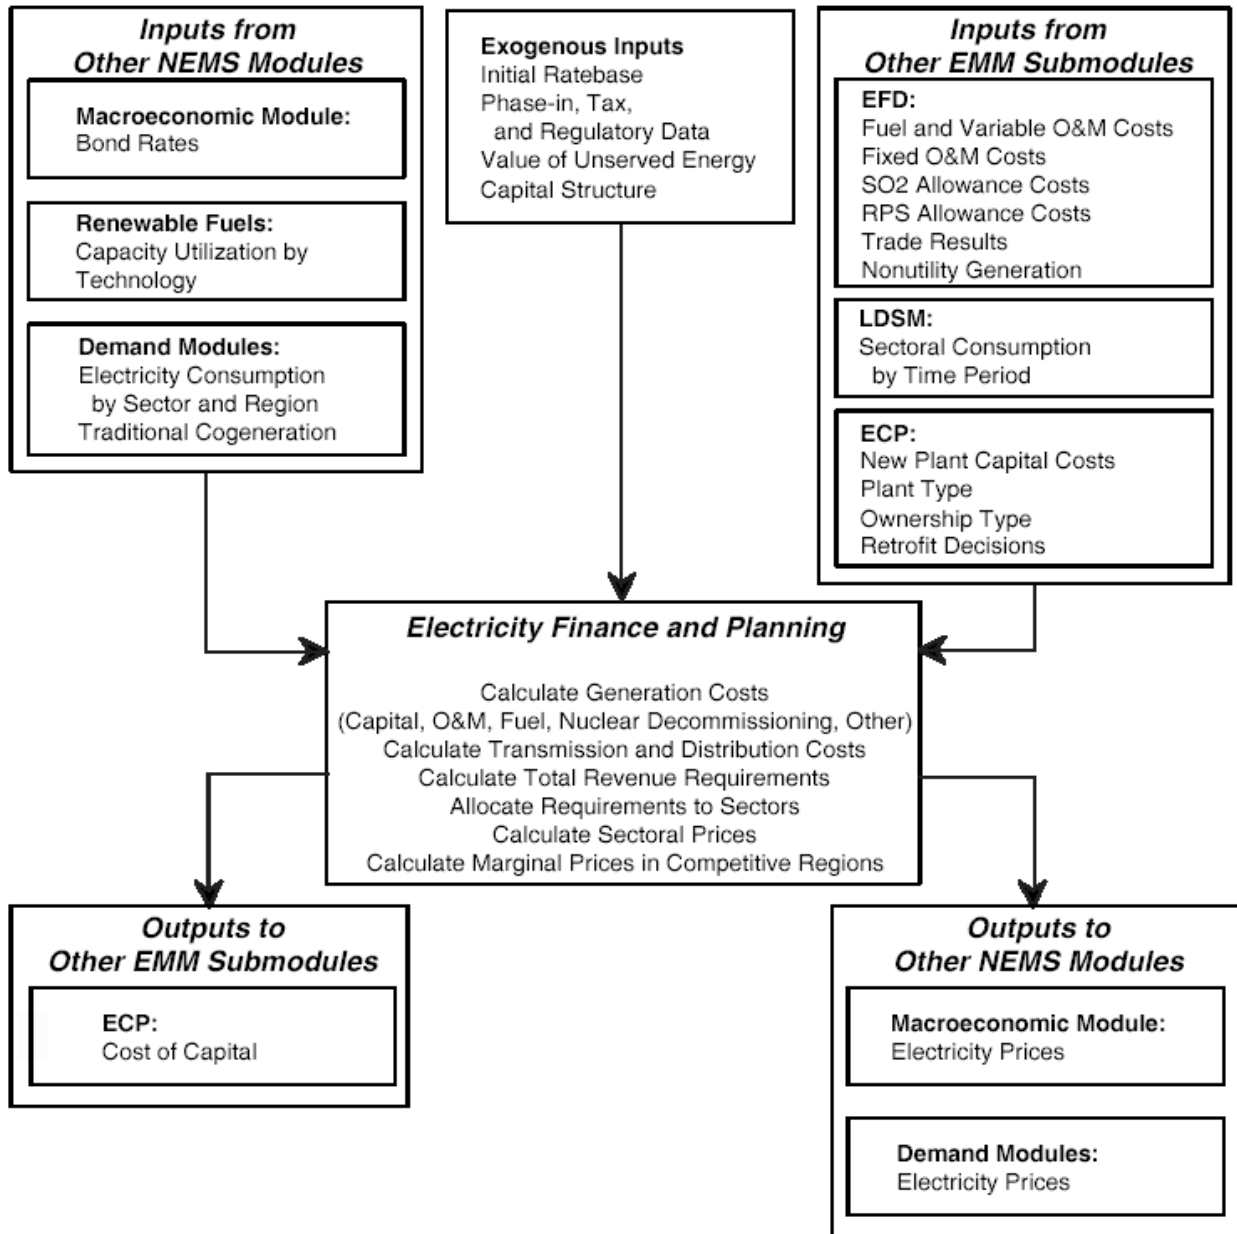 Inputs from
Other NEMS Modules
Macroeconomic Module:
Bond Rates
Renewable Fuels:
Capacity Utilization by
Technology
Demand Modules:
Electricity Consumption
by Sector and Region
Traditional Cogeneration
Exogenous Inputs
Initial Ratebase
Phase-in, Tax,
and Regulatory Data
Value of Unserved Energy
Capital Structure
Inputs from
Other EMM Submodules
EFD:
Fuel and Variable O&M Costs
Fixed O&M Costs
SO2 Allowance Costs
RPS Allowance Costs
Trade Results
Nonutility Generation
LDSM:
Sectoral Consumption
by Time Period
ECP:
New Plant Capital Costs
Plant Type
Ownership Type
Retrofit Decisions
Electricity Finance and Planning
Calculate Generation Costs
(Capital, O&M, Fuel, Nuclear Decommissioning, Other)
Calculate Transmission and Distribution Costs
Calculate Total Revenue Requirements
Allocate Requirements to Sectors
Calculate Sectoral Prices
Calculate Marginal Prices in Competitive Regions
Outputs to
Other EMM Submodules
ECP:
Cost of Capital
Outputs to
Other NEMS Modules
Macroeconomic Module:
Electricity Prices
Demand Modules:
Electricity Prices